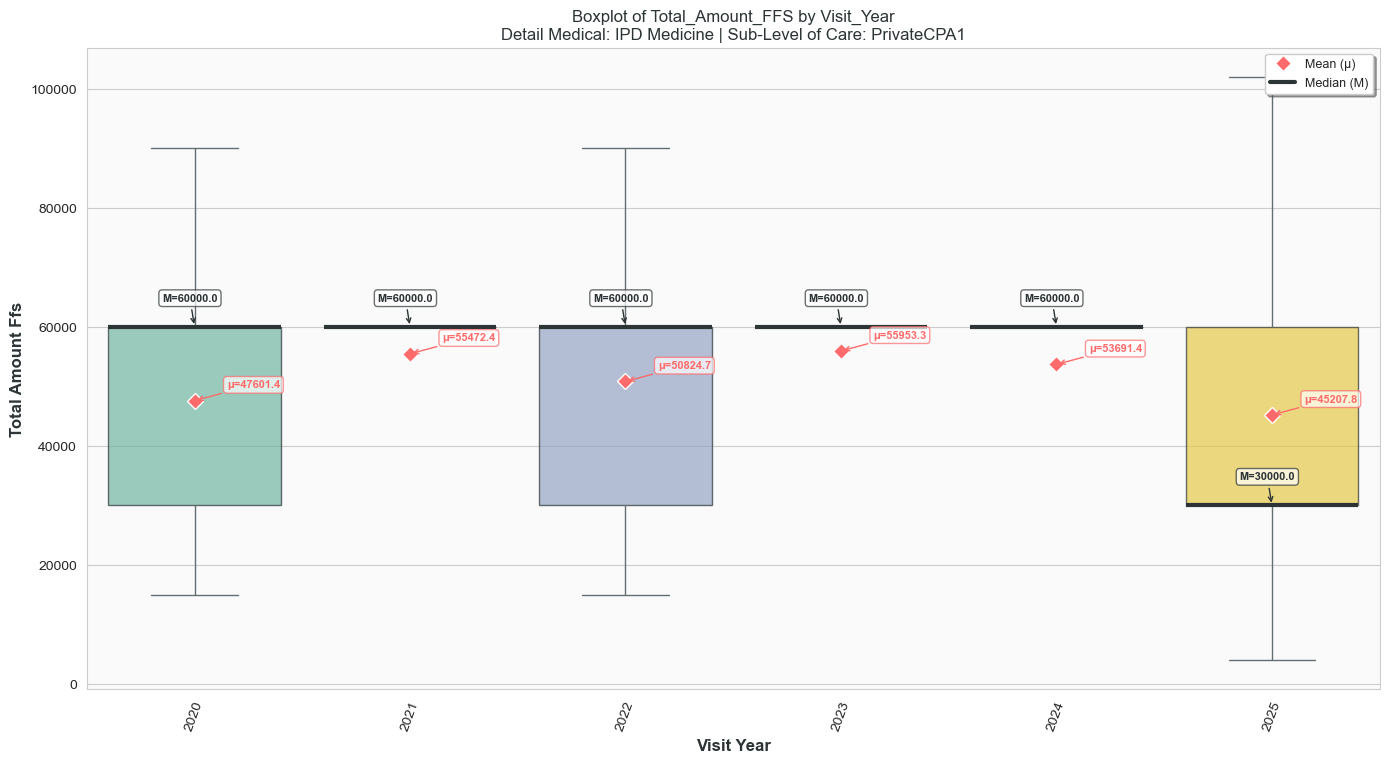 Boxplot of Total_Amount_FFS by Visit_Year
Detail Medical: IPD Medicine | Sub-Level of Care: PrivateCPA1
Mean (μ)
Median (M)
Total Amount Ffs
100000
80000
60000
40000
20000
0
M=60000.0
μ=47601.4
M=60000.0
μ=55472.4
M=60000.0
μ=50824.7
M=60000.0
μ=55953.3
M=60000.0
μ=53691.4
M=30000.0
μ=45207.8
2020
2021
2022
2023
2024
2025
Visit Year